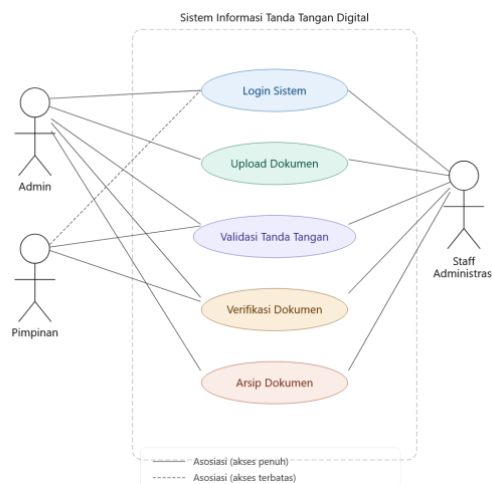 Sistem Informasi Tanda Tangan Digital
Login Sistem
Admin
Upload Dokumen
Validasi Tanda Tangan
Staff
Administras
Pimpinan
Verifikasi Dokumen
Arsip Dokumen
Asosiasi (akses penuh)
Asosiasi (akses terbatas)